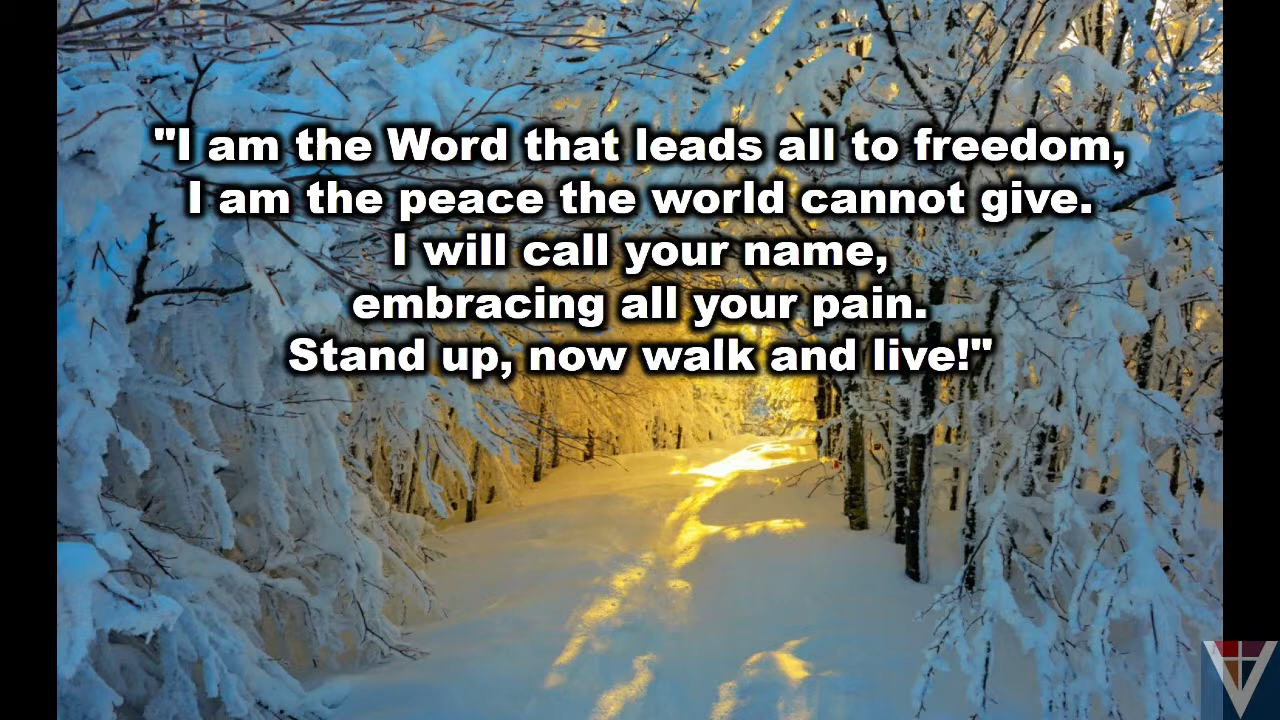 "I am the Word that leads all to freedom,
I am the peace the world cannot give.
I will call your name,
embracing all your pain.
Stand up, now walk and live!"